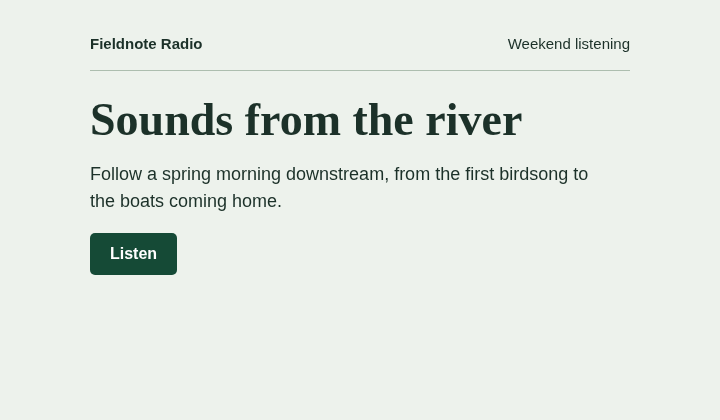 Fieldnote Radio
Weekend listening
Sounds from the river
Follow a spring morning downstream, from the first birdsong to
the boats coming home.
Listen